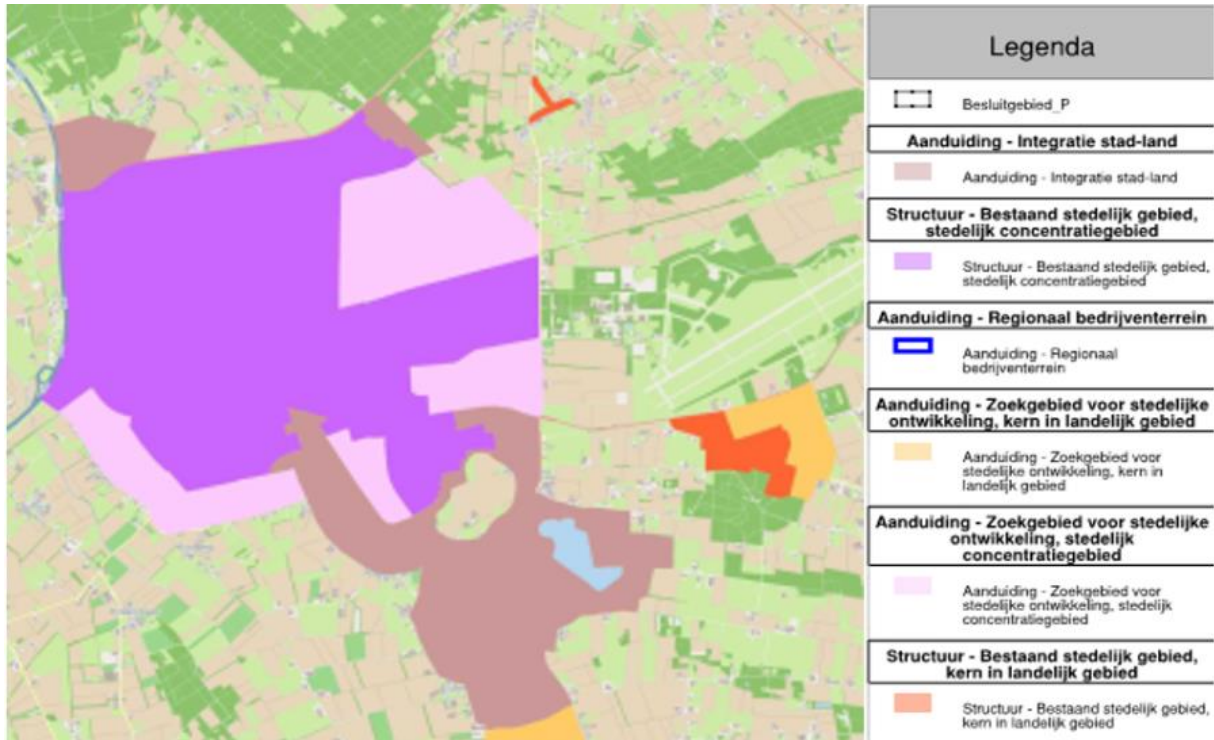 Legenda
Besluitgebied_P
Aanduiding - Integratie stad-land
Aanduiding - Integratie stad-land
Structuur - Bestaand stedelijk gebied,
stedelijk concentratiegebied
Structuur - Bestaand stedelijk gebied,
stedelijk concentratiegebied
Aanduiding - Regionaal bedrijventerrein
Aanduiding - Regionaal
bedrijventerrein
Aanduiding - Zoekgebied voor stedelijke
ontwikkeling, kern in landelijk gebied
Aanduiding - Zoekgebied voor
stedelijke ontwikkeling, kern in
landelijk gebied
Aanduiding - Zoekgebied voor stedelijke
ontwikkeling, stedelijk
concentratiegebied
Aanduiding - Zoekgebied voor
stedelijke ontwikkeling, stedelijk
concentratiegebied
Structuur - Bestaand stedelijk gebied,
kern in landelijk gebied
Structuur - Bestaand stedelijk gebied,
kern in landelijk gebied